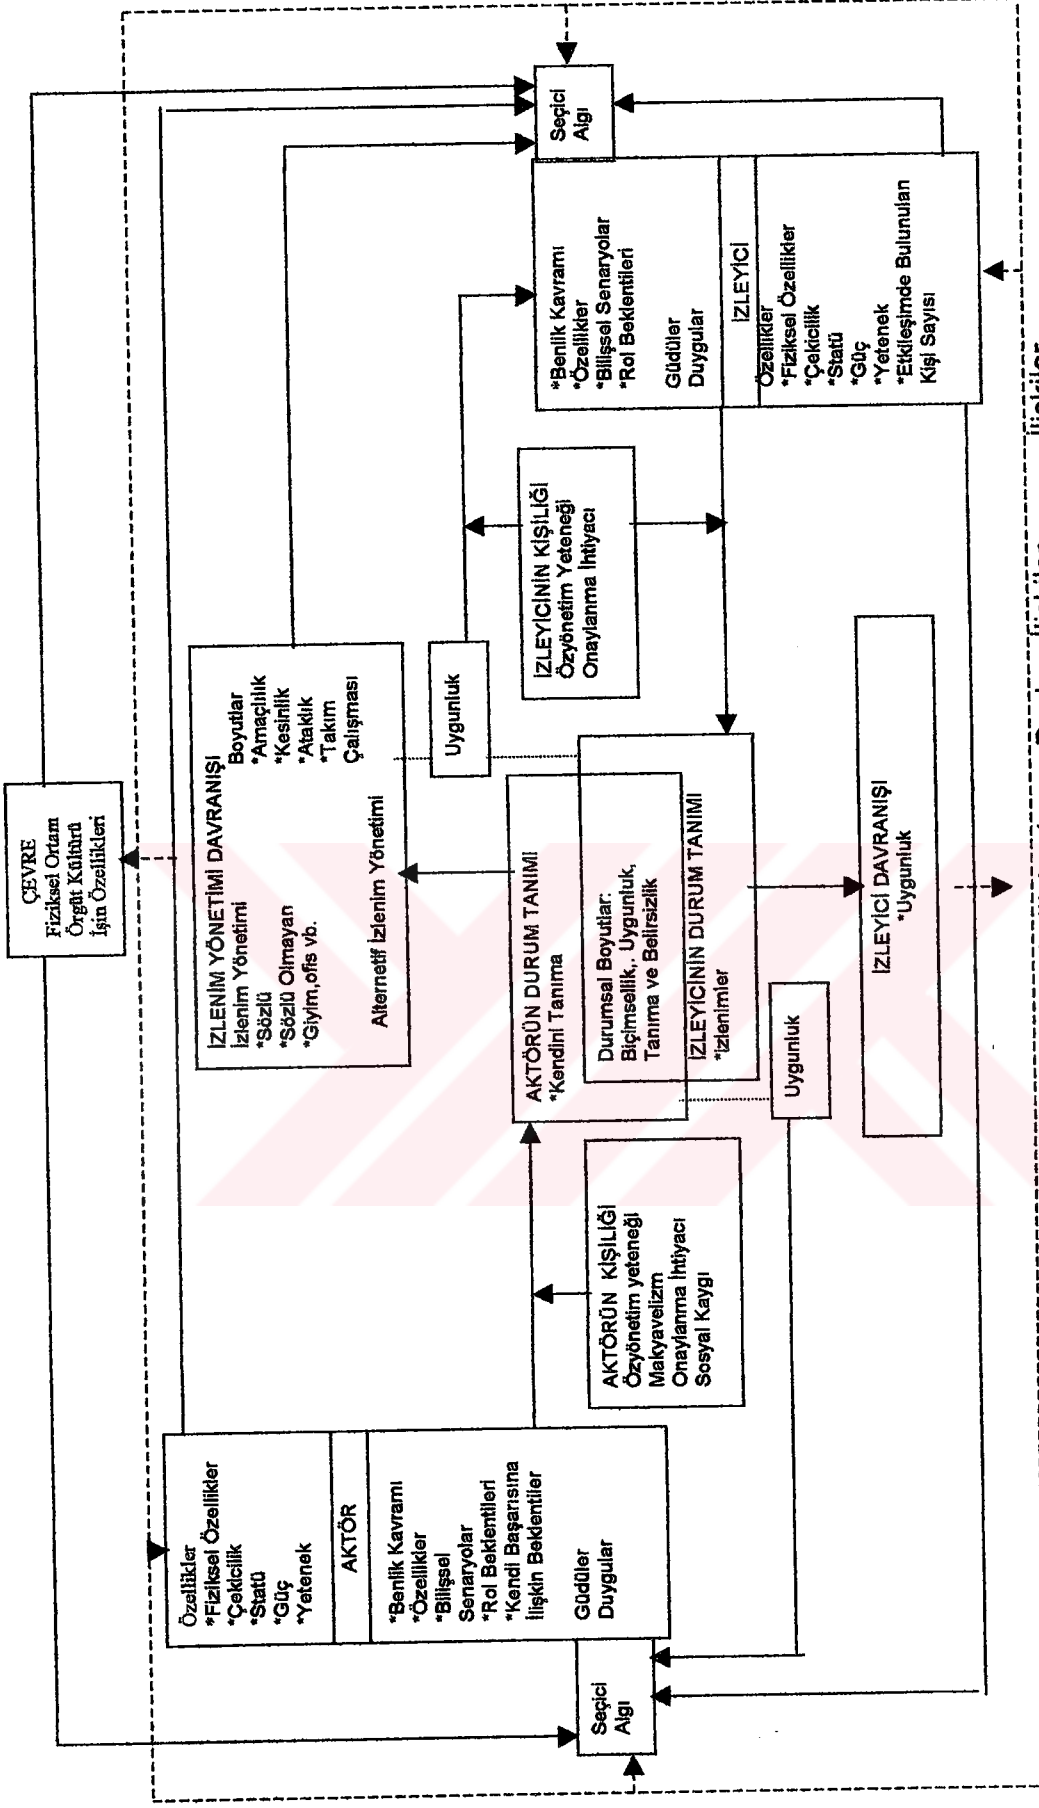 ÇEVRE
Fiziksel Ortam
Örgüt Kültürü
İşin Özellikleri
Özellikler
*Fiziksel Özellikler
*Çekicilik
*Statü
*Güç
*Yetenek
AKTÖR
*Benlik Kavramı
*Özellikler
*Bilişsel
Senaryolar
*Rol Beklentileri
*Kendi Başarısına
İlişkin Beklentiler
Güdüler
Duygular
Seçici
Algı
AKTÖRÜN KİŞİLİĞİ
Özyönetim yeteneği
Makyavelizm
Onaylanma İhtiyacı
Sosyal Kaygı
İZLENİM YÖNETİMİ DAVRANIŞI
İzlenim Yönetimi
*Sözlü
*Sözlü Olmayan
*Giyim,ofis vb.
Boyutlar
*Amaçlılık
*Kesinlik
*Ataklık
*Takım
Çalışması
Alternatif İzlenim Yönetimi
Uygunluk
AKTÖRÜN DURUM TANIMI
*Kendini Tanıma
Durumsal Boyutlar:
Biçimsellik,. Uygunluk,
Tanıma ve Belirsizlik
İZLEYİCİNİN DURUM TANIMI
*izlenimler
Uygunluk
İZLEYİCİ DAVRANIŞI
*Uygunluk
İZLEYİCİNİN KİŞİLİĞİ
Özyönetim Yeteneği
Onaylanma İhtiyacı
Seçici
Algı
*Benlik Kavramı
*Özellikler
*Bilişsel Senaryolar
*Rol Beklentileri
Güdüler
Duygular
İZLEYİCİ
Özellikler
*Fiziksel Özellikler
*Çekicilik
*Statü
*Güç
*Yetenek
*Etkileşimde Bulunulan
Kişi Sayısı